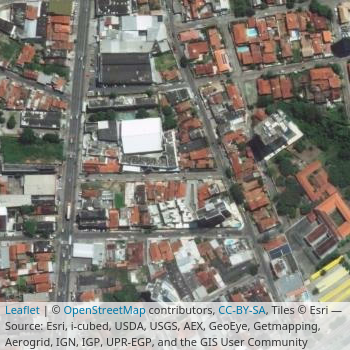 Leaflet | © OpenStreetMap contributors, CC-BY-SA, Tiles © Esri —
Source: Esri, i-cubed, USDA, USGS, AEX, GeoEye, Getmapping,
Aerogrid, IGN, IGP, UPR-EGP, and the GIS User Community